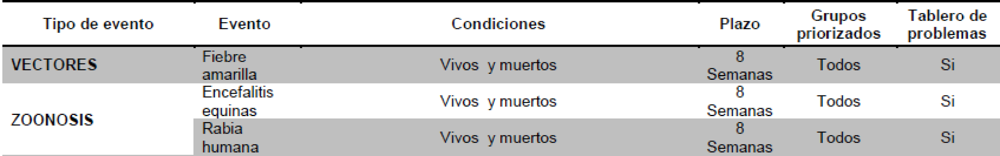 Tipo de evento Evento Condiciones Plazo Grupos priorizados Tablero de problemas
VECTORES Fiebre amarilla Vivos y muertos 8 Semanas Todos Si
ZOONOSIS Encefalitis equinas Vivos y muertos 8 Semanas Todos Si
Rabia humana Vivos y muertos 8 Semanas Todos Si